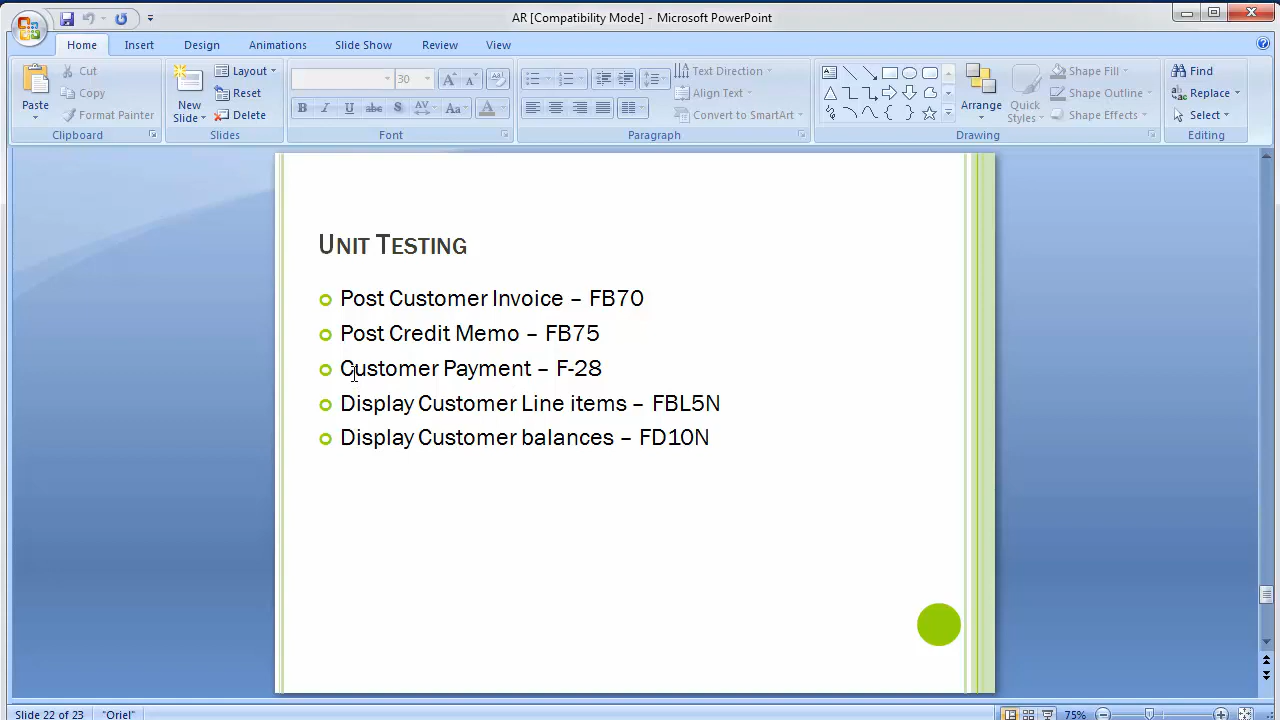 AR [Compatibility Mode] - Microsoft PowerPoint
Home Insert Design Animations Slide Show Review View
Paste
Cut
Copy
Format Painter
Clipboard
New Slide
Layout
Reset
Delete
Slides
30
B I U abc S AV Aa A
Font
Text Direction
Align Text
Convert to SmartArt
Paragraph
Arrange
Quick Styles
Shape Fill
Shape Outline
Shape Effects
Drawing
Find
Replace
Select
Editing
UNIT TESTING
Post Customer Invoice – FB70
Post Credit Memo – FB75
Customer Payment – F-28
Display Customer Line items – FBL5N
Display Customer balances – FD10N
Slide 22 of 23 "Oriel" 75%